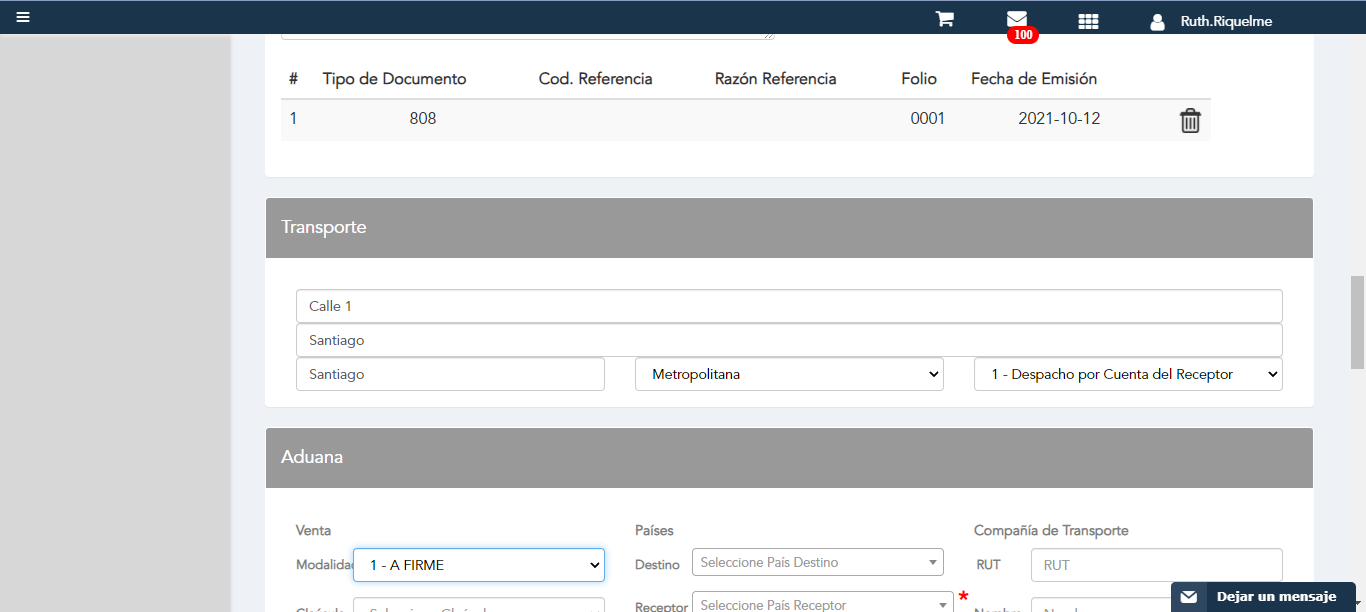 Ruth.Riquelme
100
# Tipo de Documento Cod. Referencia Razón Referencia Folio Fecha de Emisión
1 808 0001 2021-10-12
Transporte
Calle 1
Santiago
Santiago Metropolitana 1 - Despacho por Cuenta del Receptor
Aduana
Venta Países Compañía de Transporte
Modalidad 1 - A FIRME Destino Seleccione País Destino RUT RUT
Receptor Seleccione País Receptor *
Dejar un mensaje